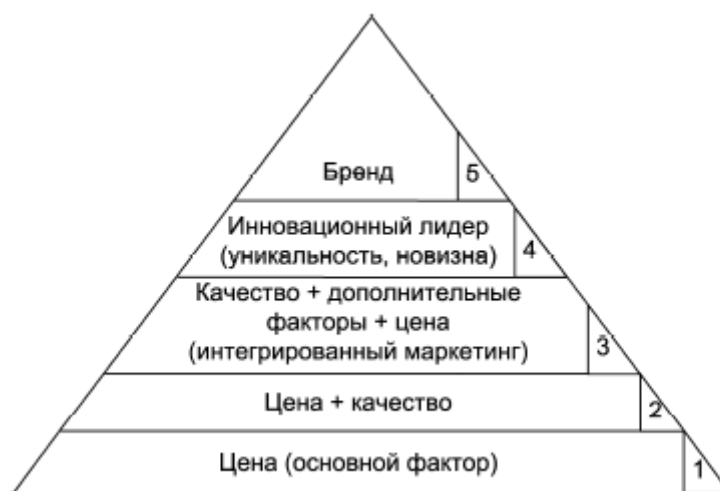 Бренд 5
Инновационный лидер
(уникальность, новизна) 4
Качество + дополнительные
факторы + цена
(интегрированный маркетинг) 3
Цена + качество 2
Цена (основной фактор) 1